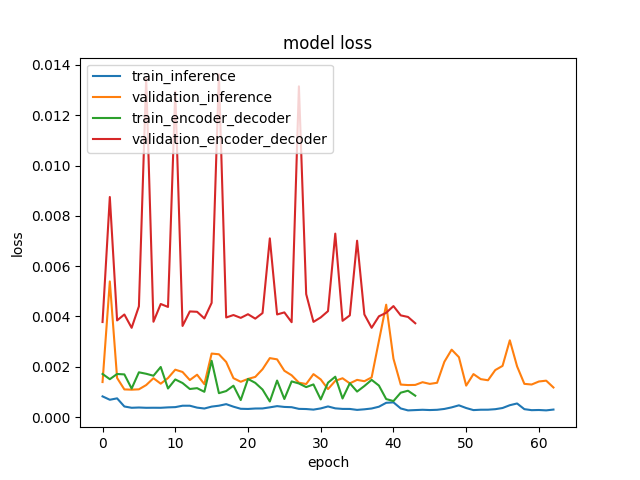 model loss
train_inference
validation_inference
train_encoder_decoder
validation_encoder_decoder
0.014
0.012
0.010
0.008
0.006
0.004
0.002
0.000
loss
0 10 20 30 40 50 60
epoch